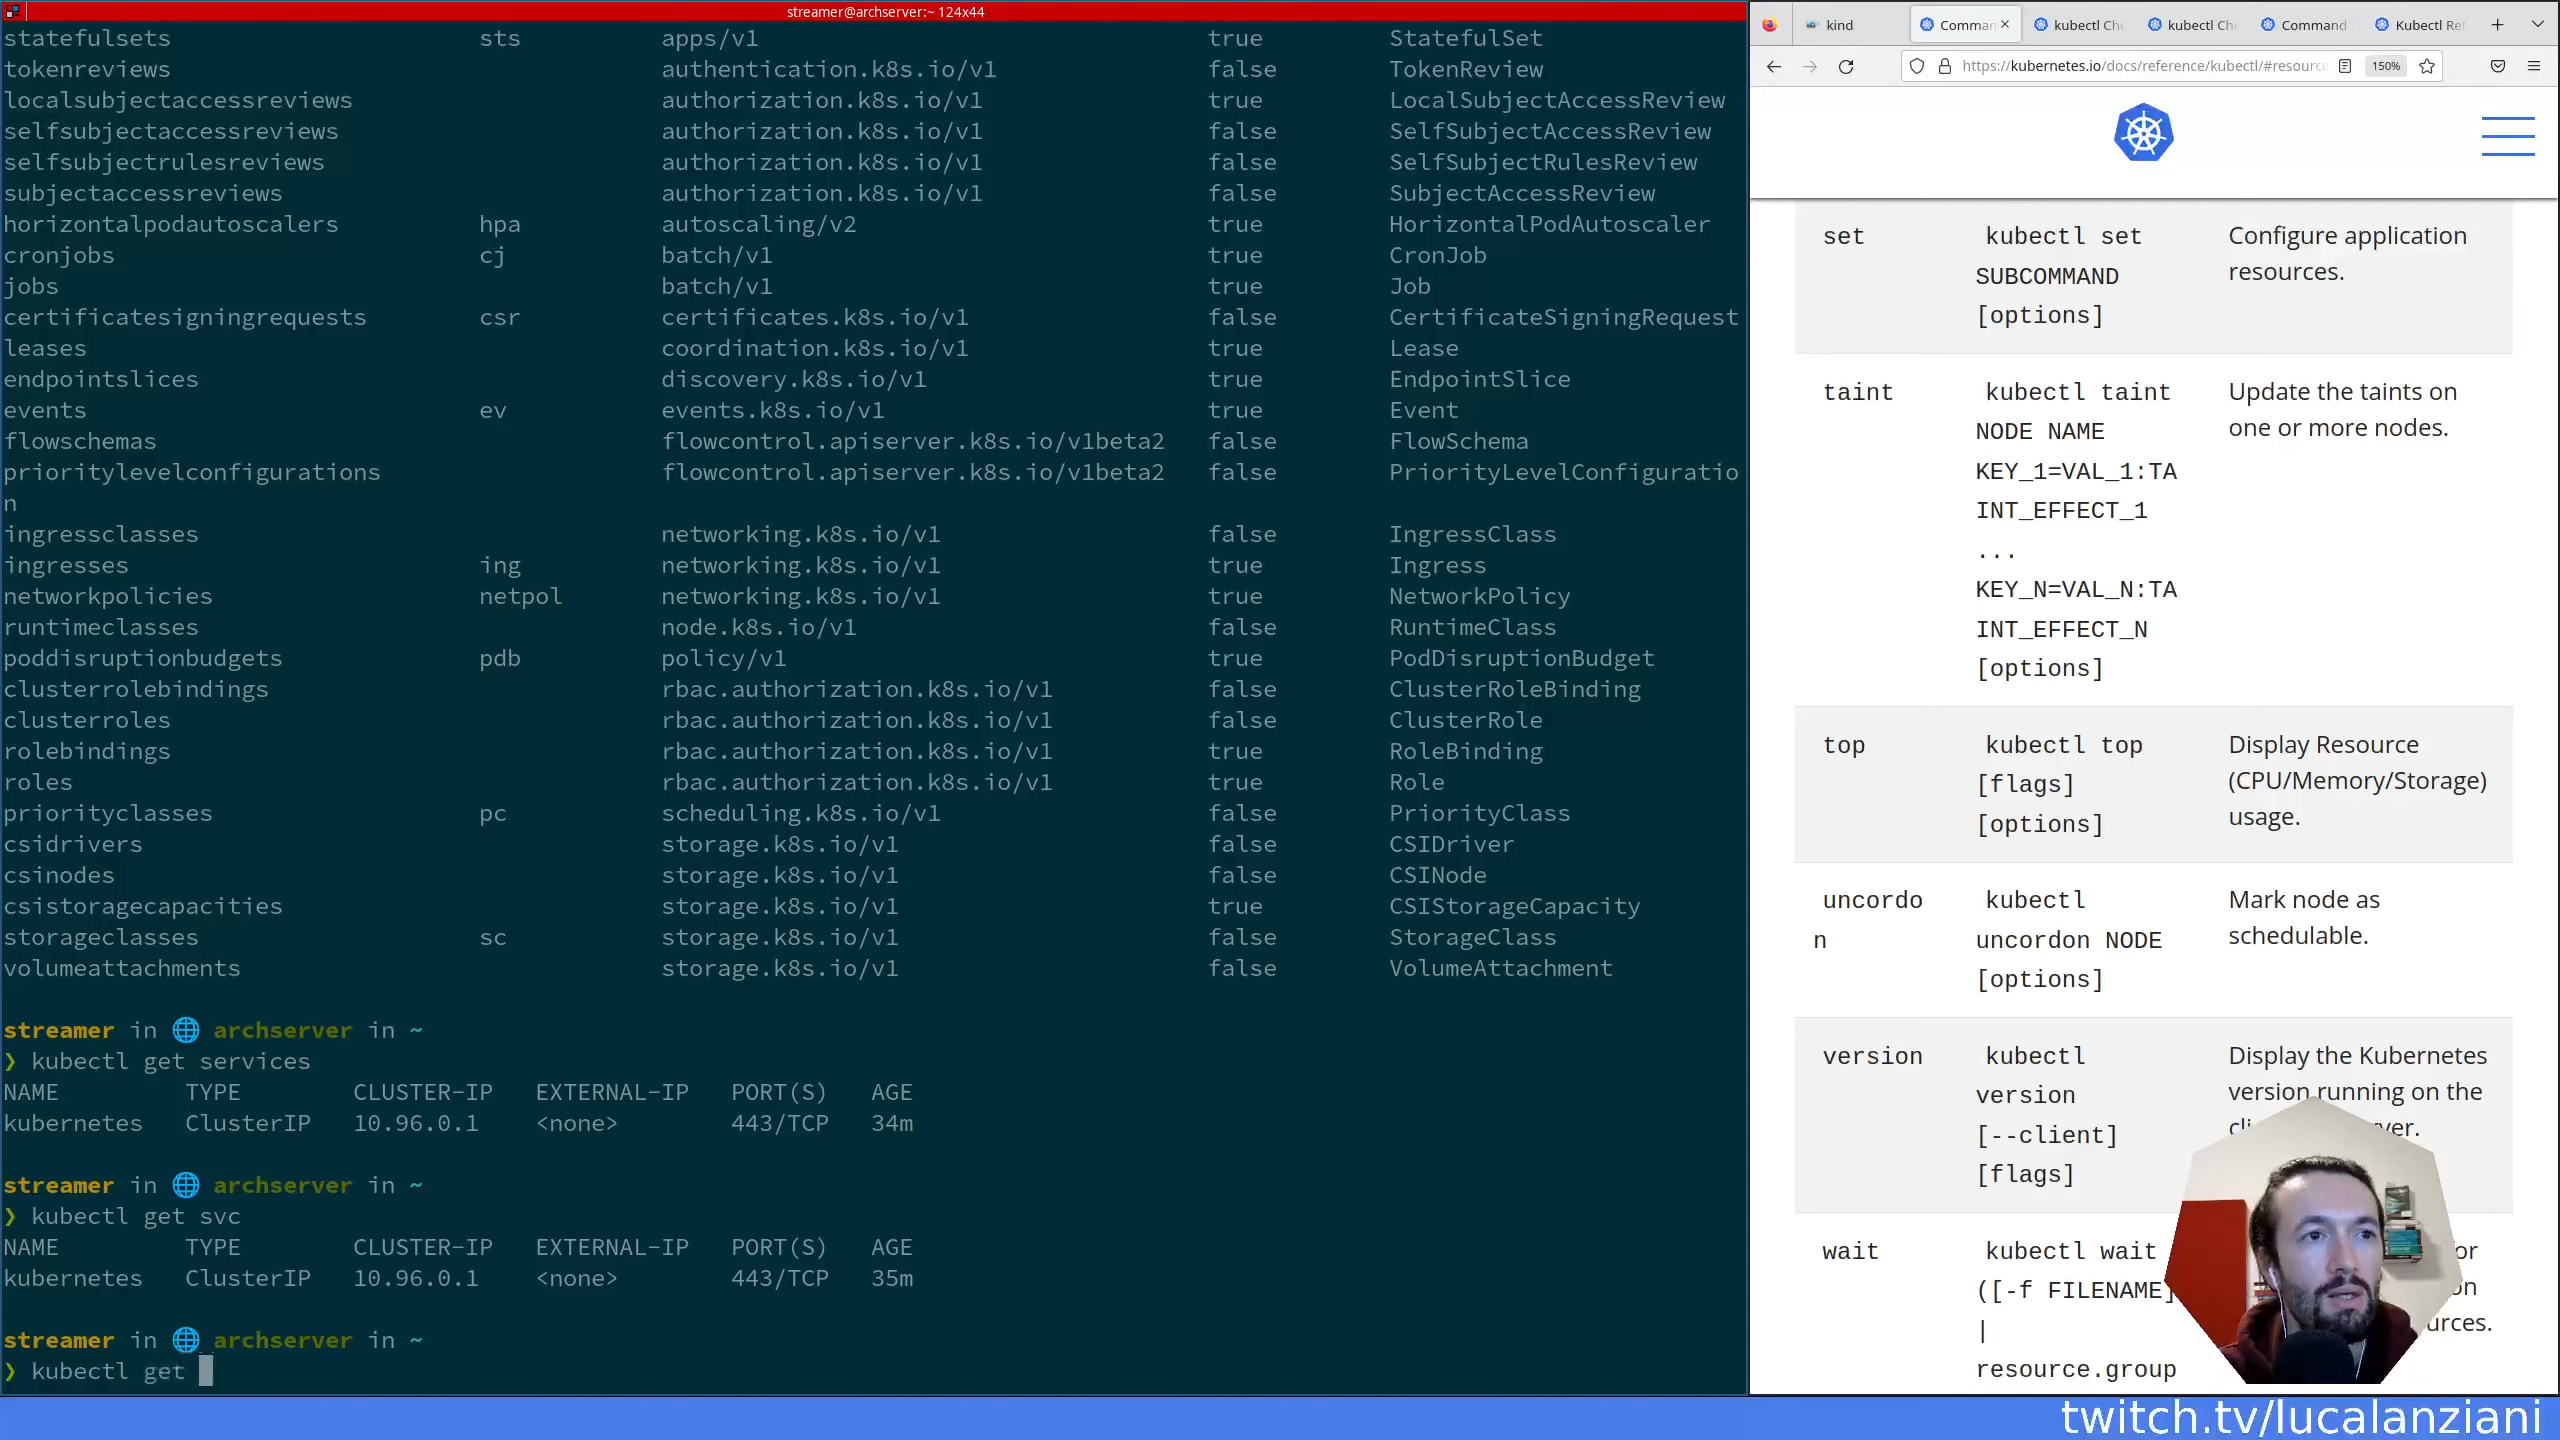 streamer@archserver:~ 124x44
statefulsets sts apps/v1 true StatefulSet
tokenreviews authentication.k8s.io/v1 false TokenReview
localsubjectaccessreviews authorization.k8s.io/v1 true LocalSubjectAccessReview
selfsubjectaccessreviews authorization.k8s.io/v1 false SelfSubjectAccessReview
selfsubjectrulesreviews authorization.k8s.io/v1 false SelfSubjectRulesReview
subjectaccessreviews authorization.k8s.io/v1 false SubjectAccessReview
horizontalpodautoscalers hpa autoscaling/v2 true HorizontalPodAutoscaler
cronjobs cj batch/v1 true CronJob
jobs batch/v1 true Job
certificatesigningrequests csr certificates.k8s.io/v1 false CertificateSigningRequest
leases coordination.k8s.io/v1 true Lease
endpointslices discovery.k8s.io/v1 true EndpointSlice
events ev events.k8s.io/v1 true Event
flowschemas flowcontrol.apiserver.k8s.io/v1beta2 false FlowSchema
prioritylevelconfigurations flowcontrol.apiserver.k8s.io/v1beta2 false PriorityLevelConfiguratio
n
ingressclasses networking.k8s.io/v1 false IngressClass
ingresses ing networking.k8s.io/v1 true Ingress
networkpolicies netpol networking.k8s.io/v1 true NetworkPolicy
runtimeclasses node.k8s.io/v1 false RuntimeClass
poddisruptionbudgets pdb policy/v1 true PodDisruptionBudget
clusterrolebindings rbac.authorization.k8s.io/v1 false ClusterRoleBinding
clusterroles rbac.authorization.k8s.io/v1 false ClusterRole
rolebindings rbac.authorization.k8s.io/v1 true RoleBinding
roles rbac.authorization.k8s.io/v1 true Role
priorityclasses pc scheduling.k8s.io/v1 false PriorityClass
csidrivers storage.k8s.io/v1 false CSIDriver
csinodes storage.k8s.io/v1 false CSINode
csistoragecapacities storage.k8s.io/v1 true CSIStorageCapacity
storageclasses sc storage.k8s.io/v1 false StorageClass
volumeattachments storage.k8s.io/v1 false VolumeAttachment
streamer in 🌐 archserver in ~
❯ kubectl get services
NAME TYPE CLUSTER-IP EXTERNAL-IP PORT(S) AGE
kubernetes ClusterIP 10.96.0.1 <none> 443/TCP 34m
streamer in 🌐 archserver in ~
❯ kubectl get svc
NAME TYPE CLUSTER-IP EXTERNAL-IP PORT(S) AGE
kubernetes ClusterIP 10.96.0.1 <none> 443/TCP 35m
streamer in 🌐 archserver in ~
❯ kubectl get
kind Comman kubectl Che kubectl Che Command Kubectl Ref
https://kubernetes.io/docs/reference/kubectl/#resource 150%
set kubectl set Configure application
SUBCOMMAND resources.
[options]
taint kubectl taint Update the taints on
NODE NAME one or more nodes.
KEY_1=VAL_1:TA
INT_EFFECT_1
...
KEY_N=VAL_N:TA
INT_EFFECT_N
[options]
top kubectl top Display Resource
[flags] (CPU/Memory/Storage)
[options] usage.
uncordo kubectl Mark node as
n uncordon NODE schedulable.
[options]
version kubectl Display the Kubernetes
version version running on the
[--client]
[flags]
wait kubectl wait
([-f FILENAME]
|
resource.group
twitch.tv/lucalanziani